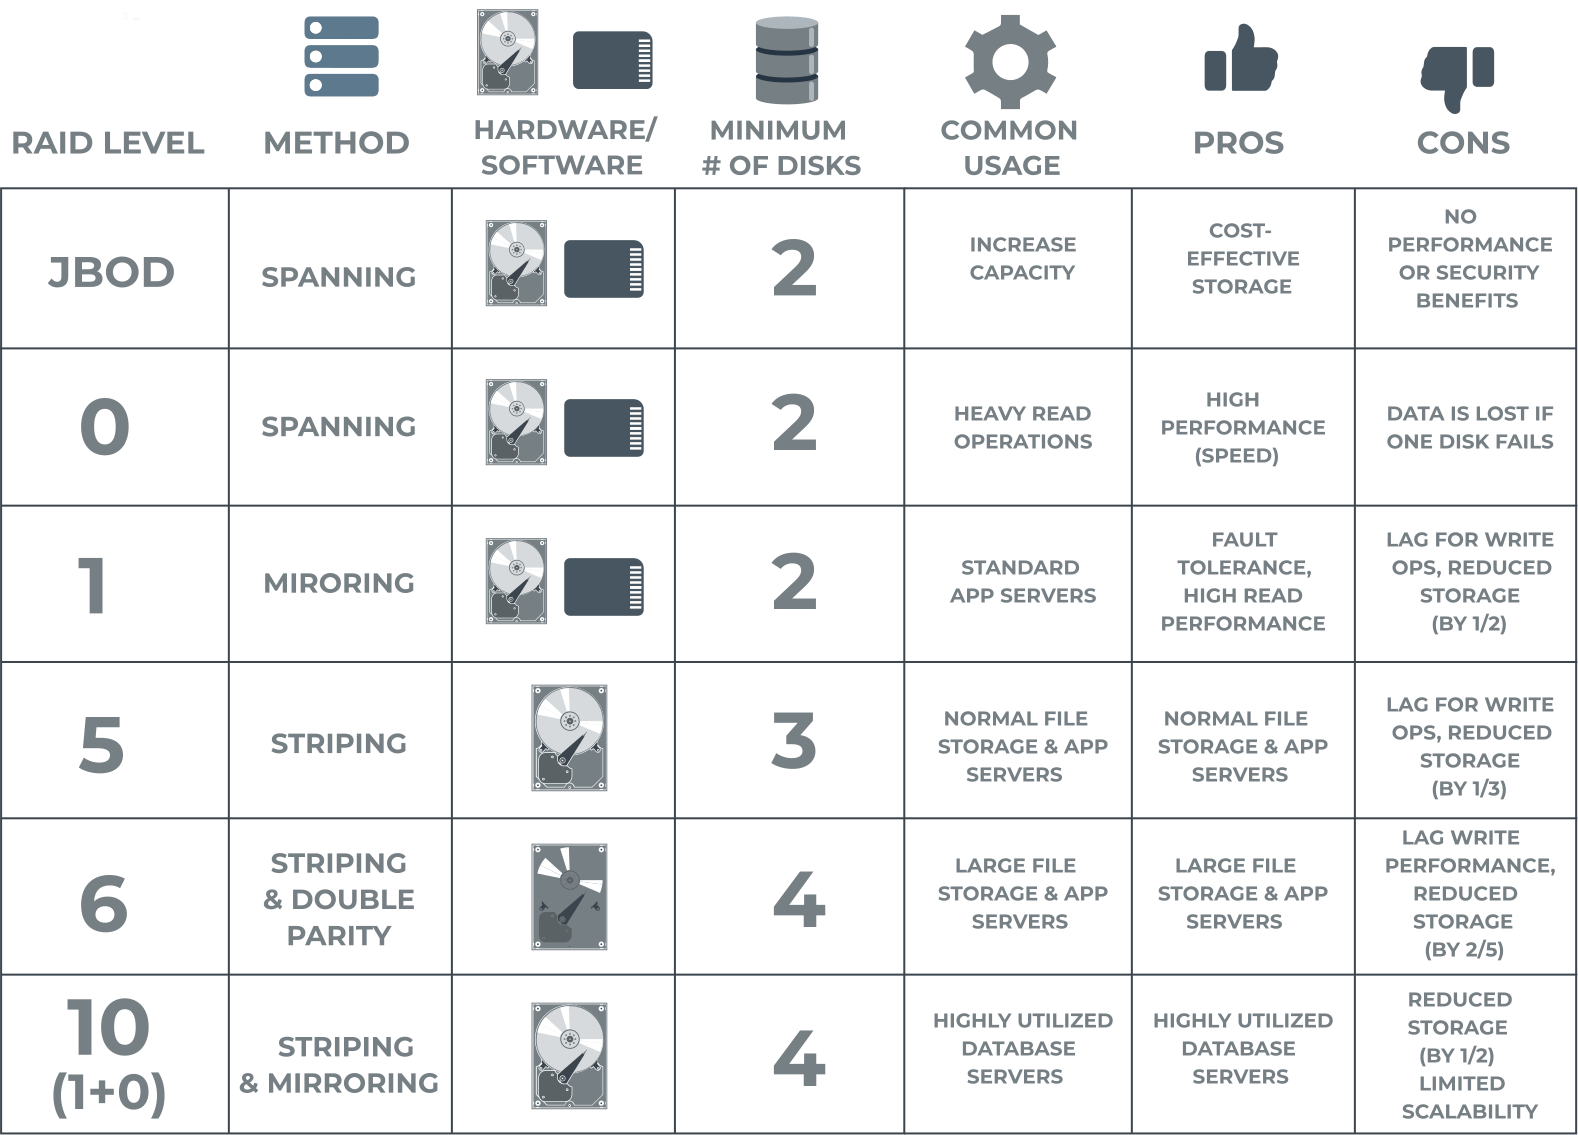 RAID LEVEL
METHOD
HARDWARE/
SOFTWARE
MINIMUM
# OF DISKS
COMMON
USAGE
PROS
CONS
JBOD
SPANNING
2
INCREASE
CAPACITY
COST-
EFFECTIVE
STORAGE
NO
PERFORMANCE
OR SECURITY
BENEFITS
0
SPANNING
2
HEAVY READ
OPERATIONS
HIGH
PERFORMANCE
(SPEED)
DATA IS LOST IF
ONE DISK FAILS
1
MIRORING
2
STANDARD
APP SERVERS
FAULT
TOLERANCE,
HIGH READ
PERFORMANCE
LAG FOR WRITE
OPS, REDUCED
STORAGE
(BY 1/2)
5
STRIPING
3
NORMAL FILE
STORAGE & APP
SERVERS
NORMAL FILE
STORAGE & APP
SERVERS
LAG FOR WRITE
OPS, REDUCED
STORAGE
(BY 1/3)
6
STRIPING
& DOUBLE
PARITY
4
LARGE FILE
STORAGE & APP
SERVERS
LARGE FILE
STORAGE & APP
SERVERS
LAG WRITE
PERFORMANCE,
REDUCED
STORAGE
(BY 2/5)
10
(1+0)
STRIPING
& MIRRORING
4
HIGHLY UTILIZED
DATABASE
SERVERS
HIGHLY UTILIZED
DATABASE
SERVERS
REDUCED
STORAGE
(BY 1/2)
LIMITED
SCALABILITY